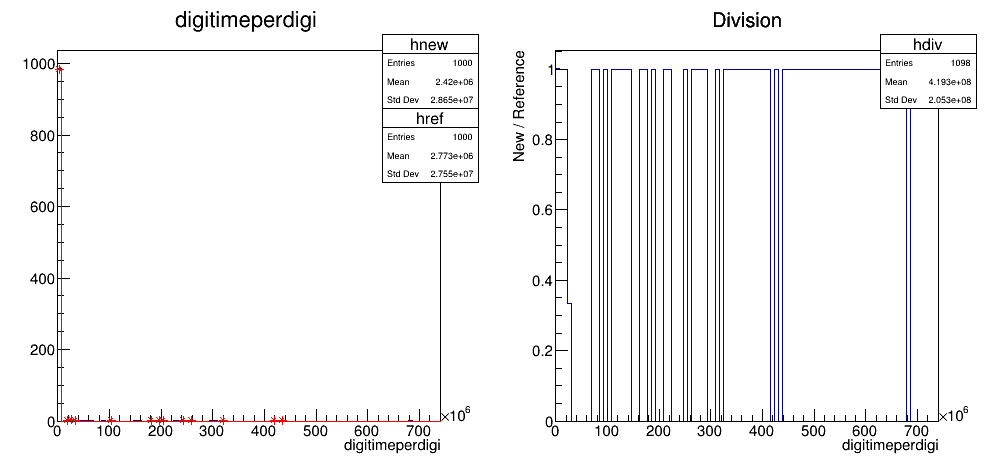 digitimeperdigi
hnew
Entries 1000
Mean 2.42e+06
Std Dev 2.865e+07
href
Entries 1000
Mean 2.773e+06
Std Dev 2.755e+07
1000
800
600
400
200
0
0 100 200 300 400 500 600 700 ×10⁶
digitimeperdigi
Division
New / Reference
hdiv
Entries 1098
Mean 4.193e+08
Std Dev 2.053e+08
1
0.8
0.6
0.4
0.2
0
0 100 200 300 400 500 600 700 ×10⁶
digitimeperdigi